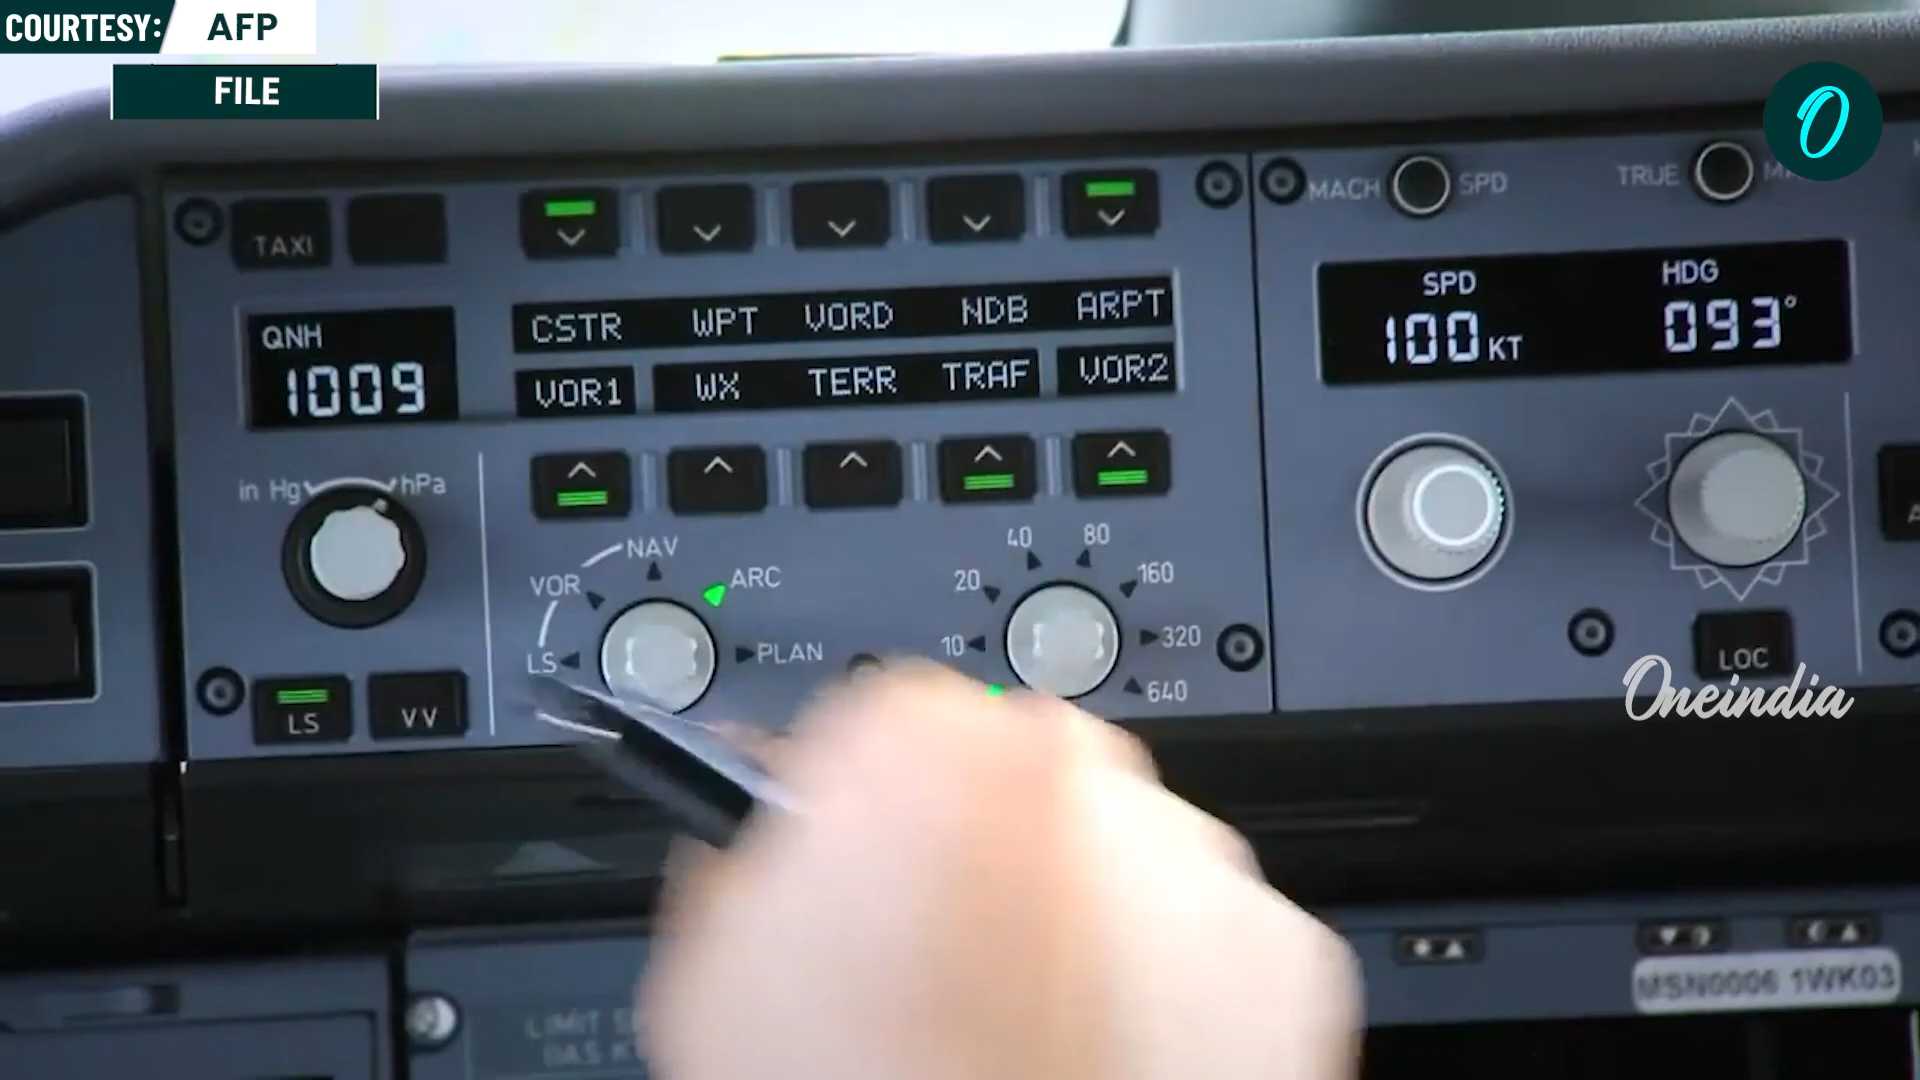 COURTESY: AFP
FILE
O
MACH SPD
TRUE
TAXI
SPD HDG
100 KT 093°
QNH
1009
CSTR WPT VORD NDB ARPT
VOR1 WX TERR TRAF VOR2
in Hg hPa
NAV
VOR
ARC
LS
PLAN
40 80
20 160
10 320
640
LOC
LS VV
Oneindia
MSN0006 1WK03
LIMIT